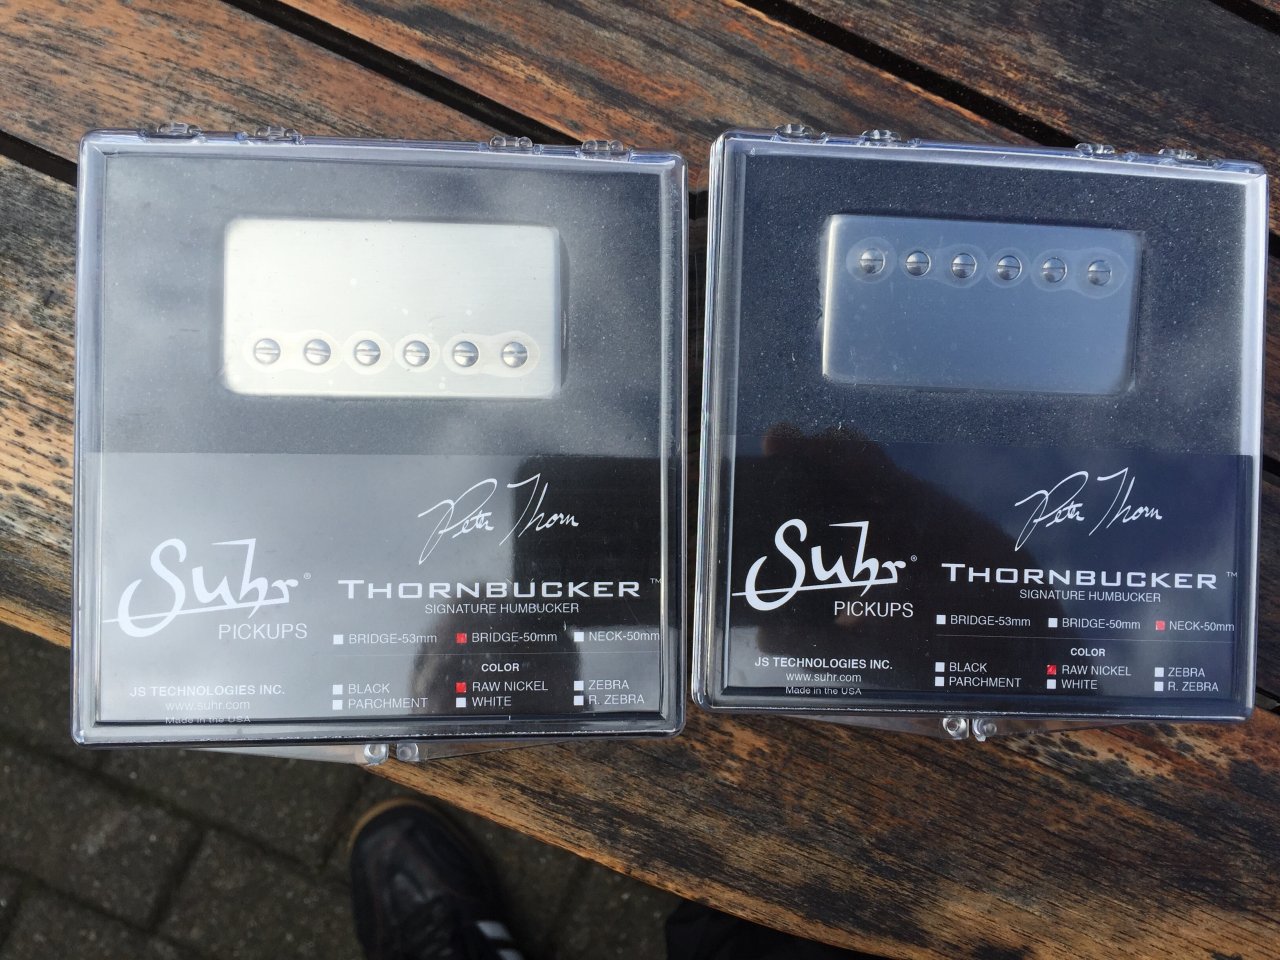 Peter Thorn
Suhr®
PICKUPS
THORNBUCKER™
SIGNATURE HUMBUCKER
BRIDGE-53mm BRIDGE-50mm NECK-50mm
COLOR
BLACK RAW NICKEL ZEBRA
PARCHMENT WHITE R. ZEBRA
JS TECHNOLOGIES INC.
www.suhr.com
Made in the USA
Peter Thorn
Suhr®
PICKUPS
THORNBUCKER™
SIGNATURE HUMBUCKER
BRIDGE-53mm BRIDGE-50mm NECK-50mm
COLOR
BLACK RAW NICKEL ZEBRA
PARCHMENT WHITE R. ZEBRA
JS TECHNOLOGIES INC.
www.suhr.com
Made in the USA